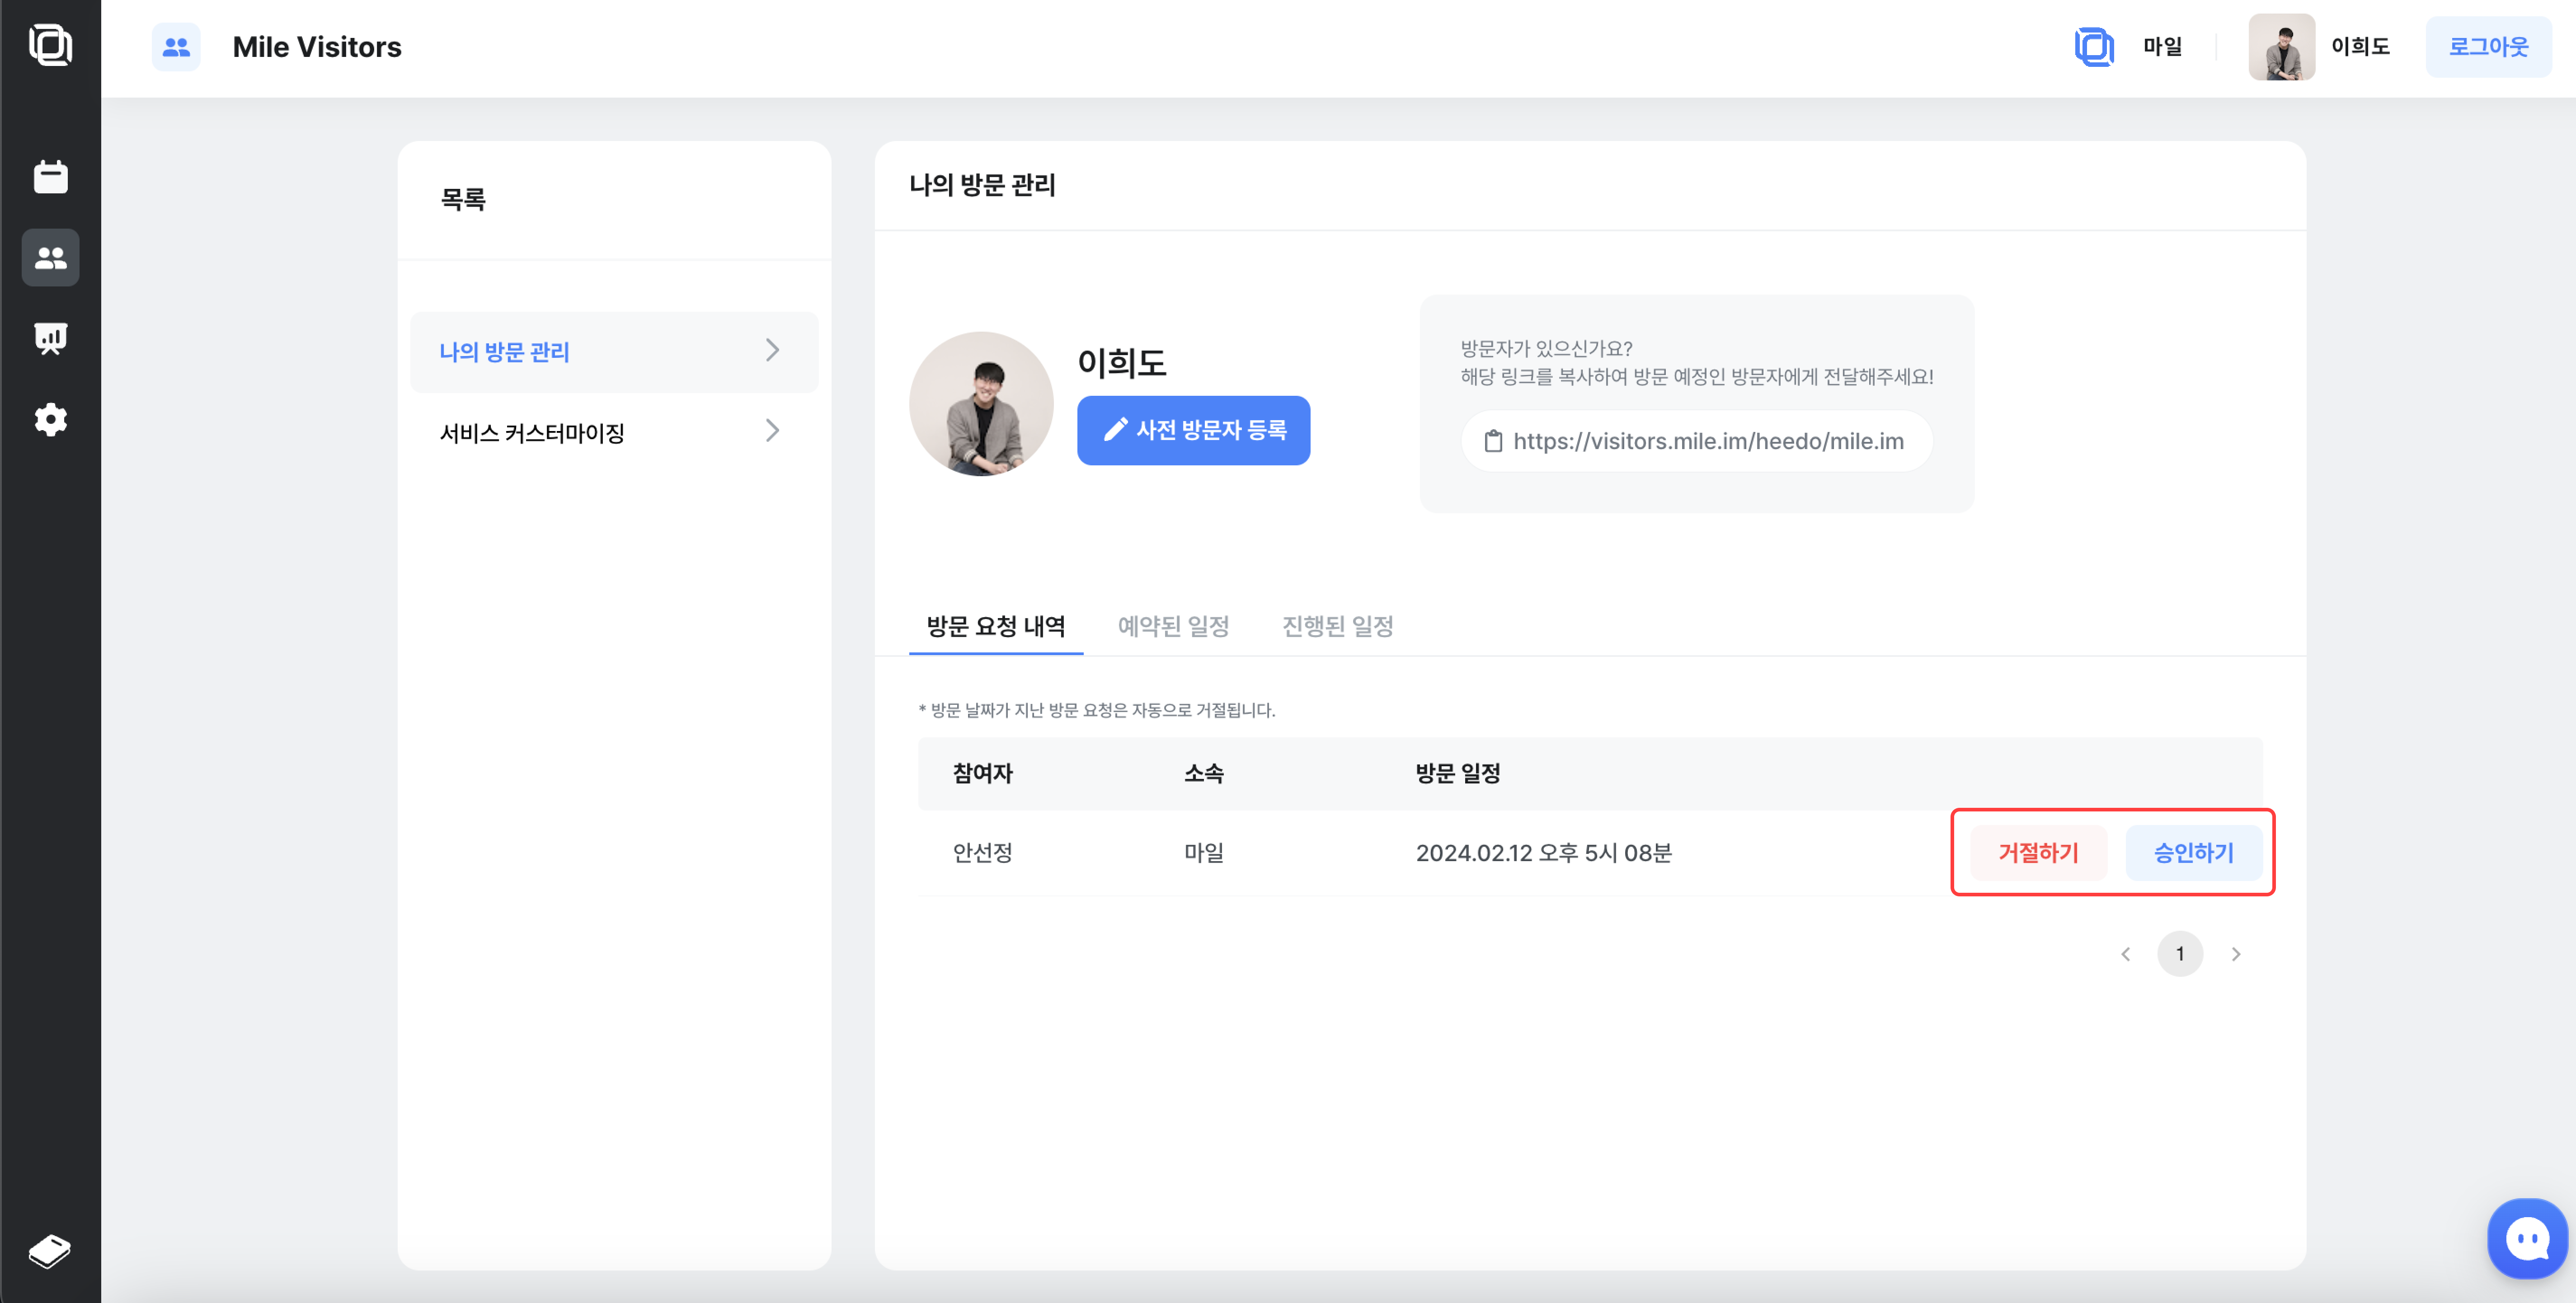 Mile Visitors
마일
이희도
로그아웃
목록
나의 방문 관리
서비스 커스터마이징
나의 방문 관리
이희도
사전 방문자 등록
방문자가 있으신가요?
해당 링크를 복사하여 방문 예정인 방문자에게 전달해주세요!
https://visitors.mile.im/heedo/mile.im
방문 요청 내역 예약된 일정 진행된 일정
* 방문 날짜가 지난 방문 요청은 자동으로 거절됩니다.
참여자 소속 방문 일정
안선정 마일 2024.02.12 오후 5시 08분 거절하기 승인하기
1